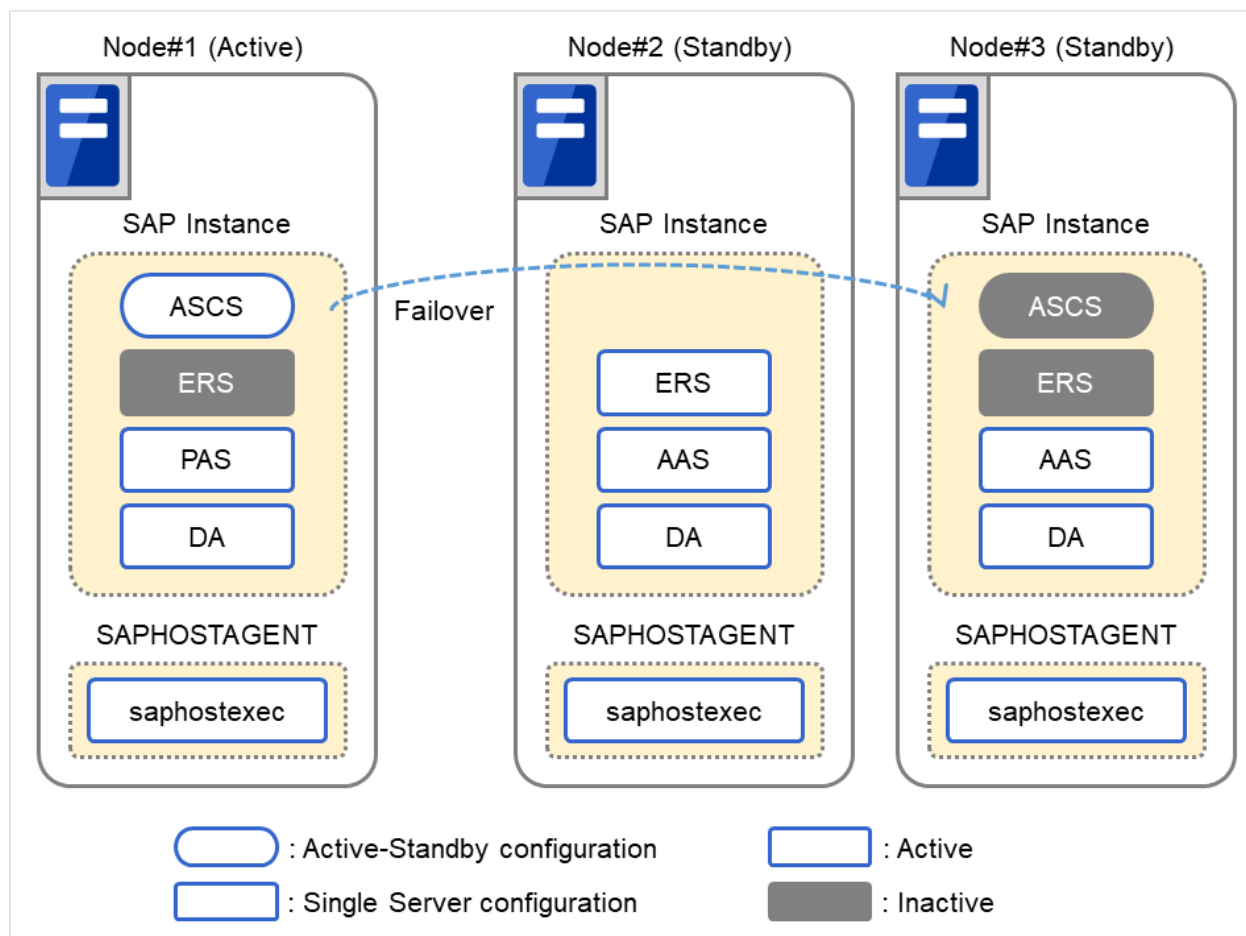 Node#1 (Active)
Node#2 (Standby)
Node#3 (Standby)
SAP Instance
SAP Instance
SAP Instance
ASCS
Failover
ASCS
ERS
ERS
ERS
PAS
AAS
AAS
DA
DA
DA
SAPHOSTAGENT
SAPHOSTAGENT
SAPHOSTAGENT
saphostexec
saphostexec
saphostexec
: Active-Standby configuration
: Active
: Single Server configuration
: Inactive